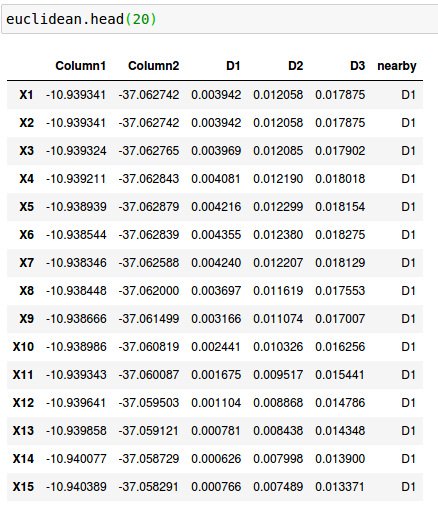 euclidean.head(20)
Column1 Column2 D1 D2 D3 nearby
X1 -10.939341 -37.062742 0.003942 0.012058 0.017875 D1
X2 -10.939341 -37.062742 0.003942 0.012058 0.017875 D1
X3 -10.939324 -37.062765 0.003969 0.012085 0.017902 D1
X4 -10.939211 -37.062843 0.004081 0.012190 0.018018 D1
X5 -10.938939 -37.062879 0.004216 0.012299 0.018154 D1
X6 -10.938544 -37.062839 0.004355 0.012380 0.018275 D1
X7 -10.938346 -37.062588 0.004240 0.012207 0.018129 D1
X8 -10.938448 -37.062000 0.003697 0.011619 0.017553 D1
X9 -10.938666 -37.061499 0.003166 0.011074 0.017007 D1
X10 -10.938986 -37.060819 0.002441 0.010326 0.016256 D1
X11 -10.939343 -37.060087 0.001675 0.009517 0.015441 D1
X12 -10.939641 -37.059503 0.001104 0.008868 0.014786 D1
X13 -10.939858 -37.059121 0.000781 0.008438 0.014348 D1
X14 -10.940077 -37.058729 0.000626 0.007998 0.013900 D1
X15 -10.940389 -37.058291 0.000766 0.007489 0.013371 D1